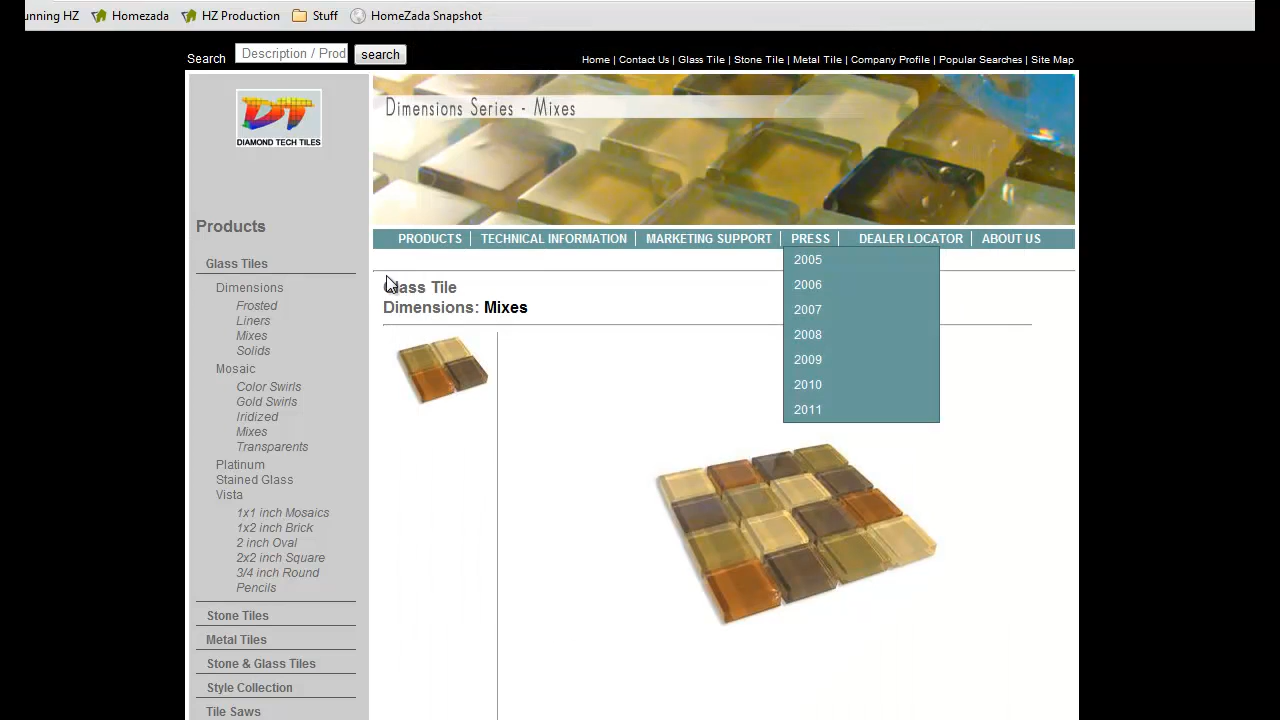 unning HZ Homezada HZ Production Stuff HomeZada Snapshot
Search Description / Prod search
Home | Contact Us | Glass Tile | Stone Tile | Metal Tile | Company Profile | Popular Searches | Site Map
DT
DIAMOND TECH TILES
Dimensions Series - Mixes
PRODUCTS TECHNICAL INFORMATION MARKETING SUPPORT PRESS DEALER LOCATOR ABOUT US
2005
2006
2007
2008
2009
2010
2011
Products
Glass Tiles
Dimensions
Frosted
Liners
Mixes
Solids
Mosaic
Color Swirls
Gold Swirls
Iridized
Mixes
Transparents
Platinum
Stained Glass
Vista
1x1 inch Mosaics
1x2 inch Brick
2 inch Oval
2x2 inch Square
3/4 inch Round
Pencils
Stone Tiles
Metal Tiles
Stone & Glass Tiles
Style Collection
Tile Saws
Glass Tile
Dimensions: Mixes